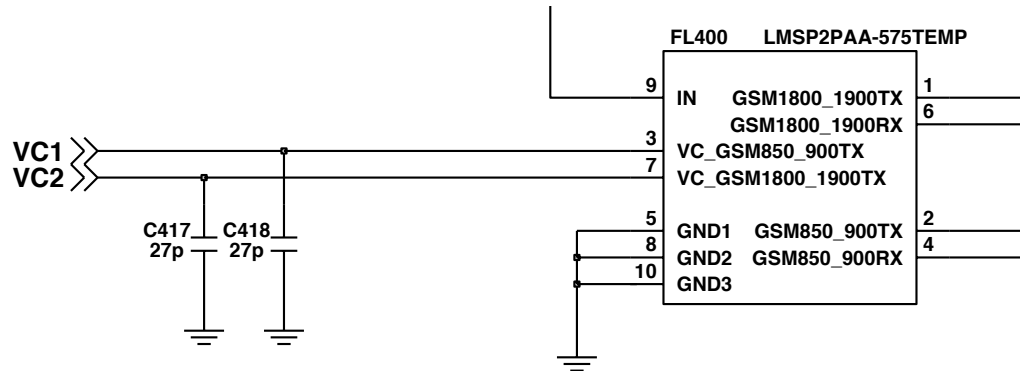 FL400 LMSP2PAA-575TEMP
9 IN GSM1800_1900TX 1
GSM1800_1900RX 6
VC1 3 VC_GSM850_900TX
VC2 7 VC_GSM1800_1900TX
C417 C418
27p 27p
5 GND1 GSM850_900TX 2
8 GND2 GSM850_900RX 4
10 GND3